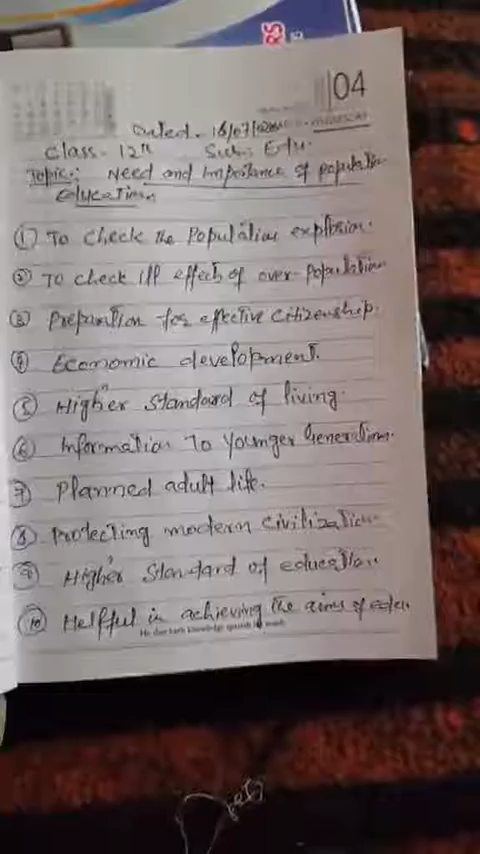 RS
04
Dated - 16/07/
Class - 12th Sub: Edu.
Topic: Need and Importance of population
Education
① To check the Population explosion.
② To check ill effects of over-population
③ Preparation for effective citizenship.
④ Economic development.
⑤ Higher Standard of living.
⑥ Information To younger Generation.
⑦ Planned adult life.
⑧ Protecting modern civilization
⑨ Higher Standard of education.
⑩ Helpful in achieving the aims of edu.